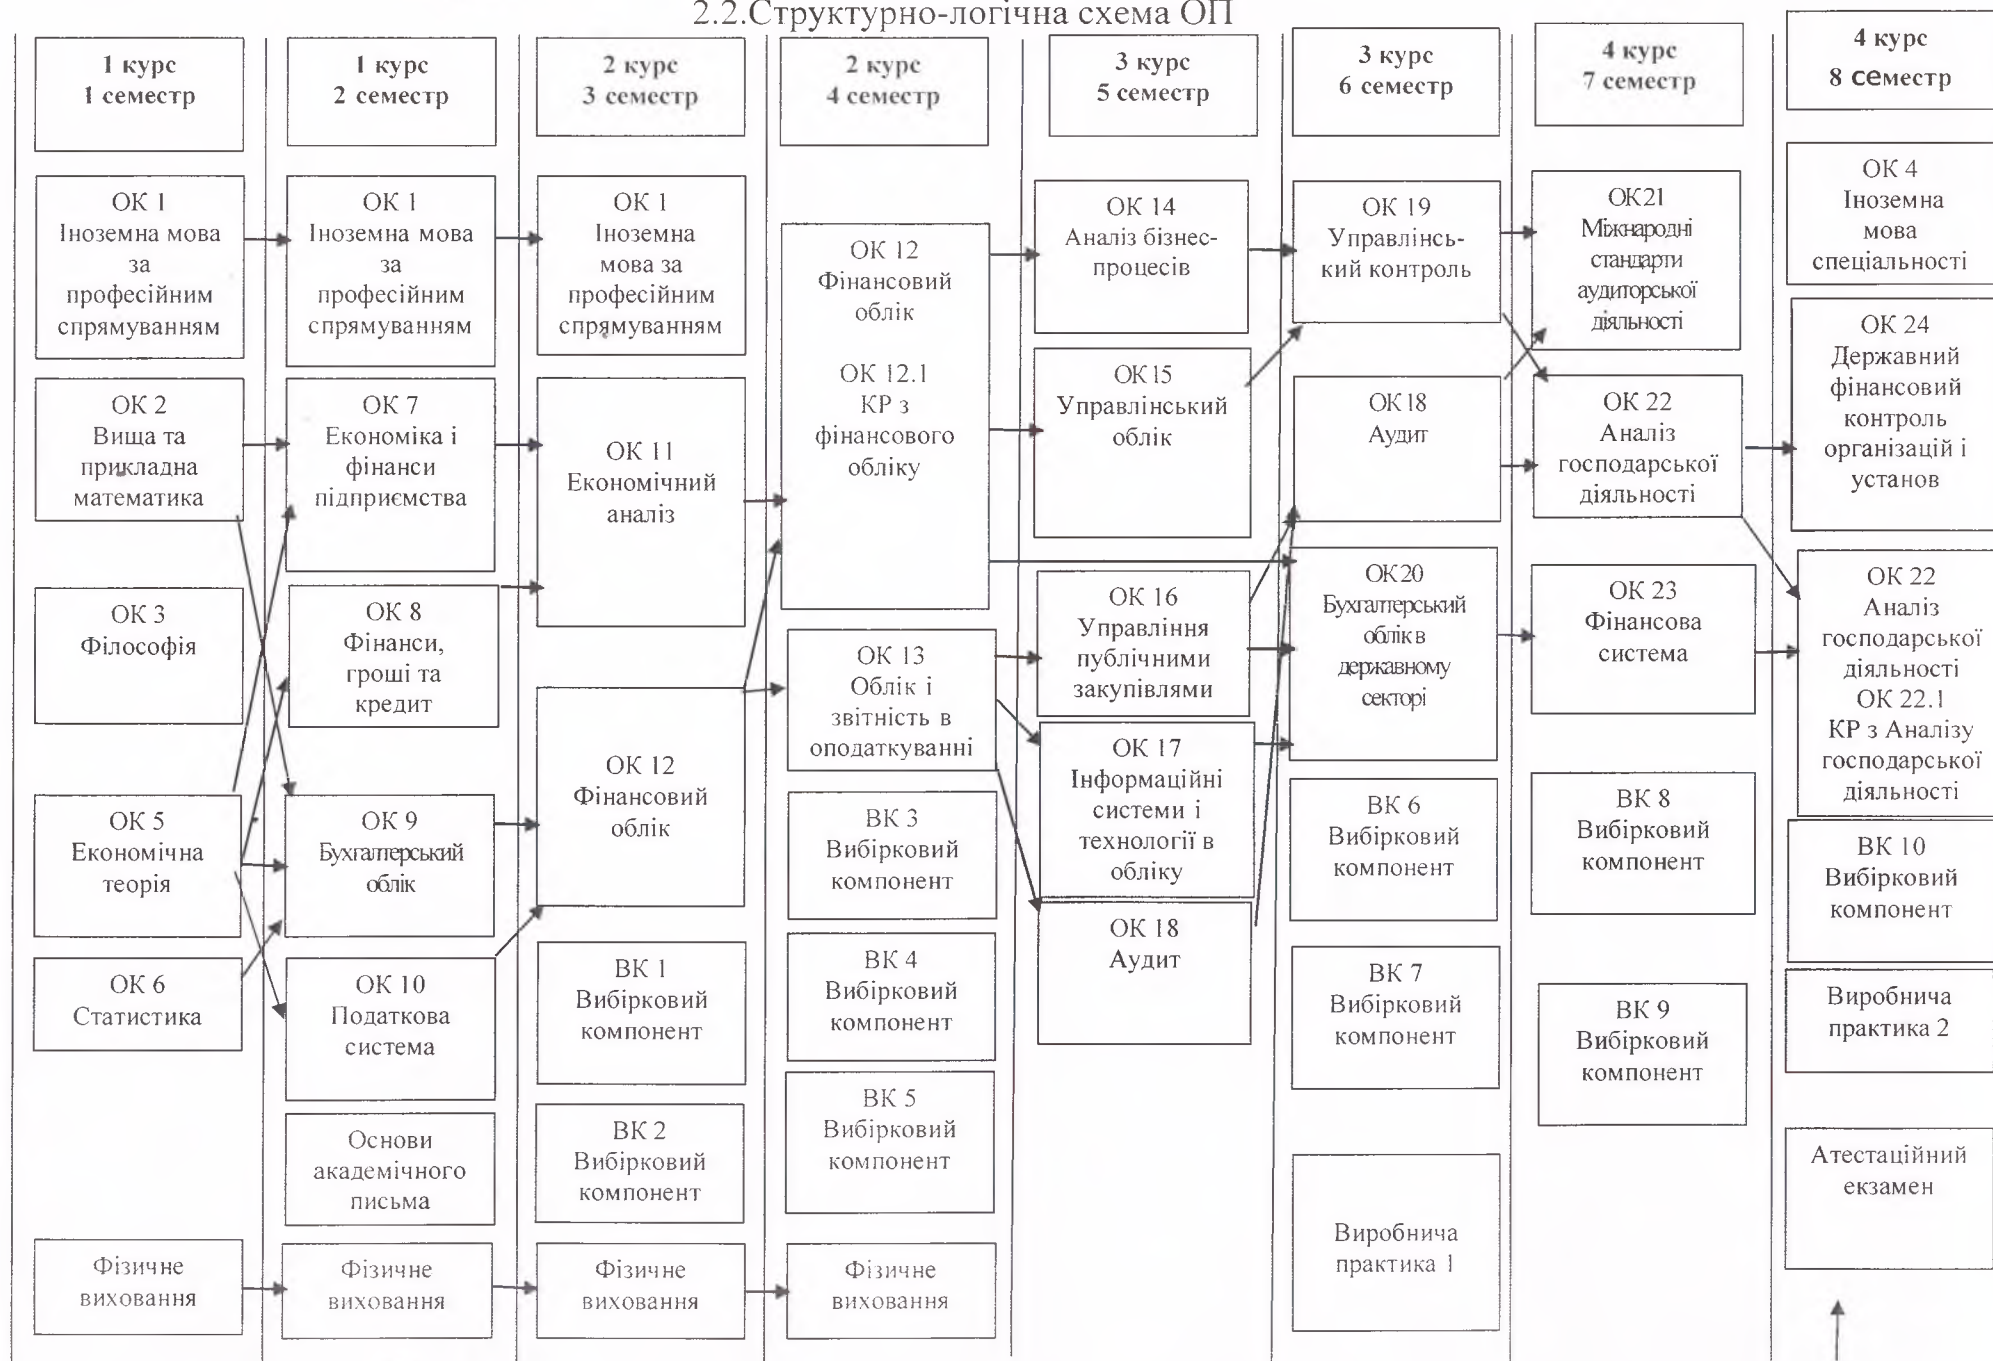 2.2.Структурно-логічна схема ОП
1 курс
1 семестр
ОК 1
Іноземна мова
за
професійним
спрямуванням
ОК 2
Вища та
прикладна
математика
ОК 3
Філософія
ОК 5
Економічна
теорія
ОК 6
Статистика
Фізичне
виховання
1 курс
2 семестр
ОК 1
Іноземна мова
за
професійним
спрямуванням
ОК 7
Економіка і
фінанси
підприємства
ОК 8
Фінанси,
гроші та
кредит
ОК 9
Бухгалтерський
облік
ОК 10
Податкова
система
Основи
академічного
письма
Фізичне
виховання
2 курс
3 семестр
ОК 1
Іноземна
мова за
професійним
спрямуванням
ОК 11
Економічний
аналіз
ОК 12
Фінансовий
облік
ВК 1
Вибірковий
компонент
ВК 2
Вибірковий
компонент
Фізичне
виховання
2 курс
4 семестр
ОК 12
Фінансовий
облік
ОК 12.1
КР з
фінансового
обліку
ОК 13
Облік і
звітність в
оподаткуванні
ВК 3
Вибірковий
компонент
ВК 4
Вибірковий
компонент
ВК 5
Вибірковий
компонент
Фізичне
виховання
3 курс
5 семестр
ОК 14
Аналіз бізнес-
процесів
ОК 15
Управлінський
облік
ОК 16
Управління
публічними
закупівлями
ОК 17
Інформаційні
системи і
технології в
обліку
ОК 18
Аудит
3 курс
6 семестр
ОК 19
Управлінсь-
кий контроль
ОК 18
Аудит
ОК20
Бухгалтерський
облік в
державному
секторі
ВК 6
Вибірковий
компонент
ВК 7
Вибірковий
компонент
Виробнича
практика 1
4 курс
7 семестр
ОК21
Міжнародні
стандарти
аудиторської
діяльності
ОК 22
Аналіз
господарської
діяльності
ОК 23
Фінансова
система
ВК 8
Вибірковий
компонент
ВК 9
Вибірковий
компонент
4 курс
8 семестр
ОК 4
Іноземна
мова
спеціальності
ОК 24
Державний
фінансовий
контроль
організацій і
установ
ОК 22
Аналіз
господарської
діяльності
ОК 22.1
КР з Аналізу
господарської
діяльності
ВК 10
Вибірковий
компонент
Виробнича
практика 2
Атестаційний
екзамен